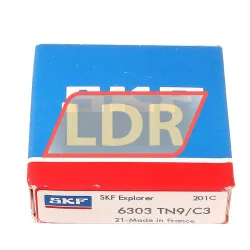 SKF
LDR
SKF
SKF Explorer
201C
6303 TN9/C3
21-Made in France